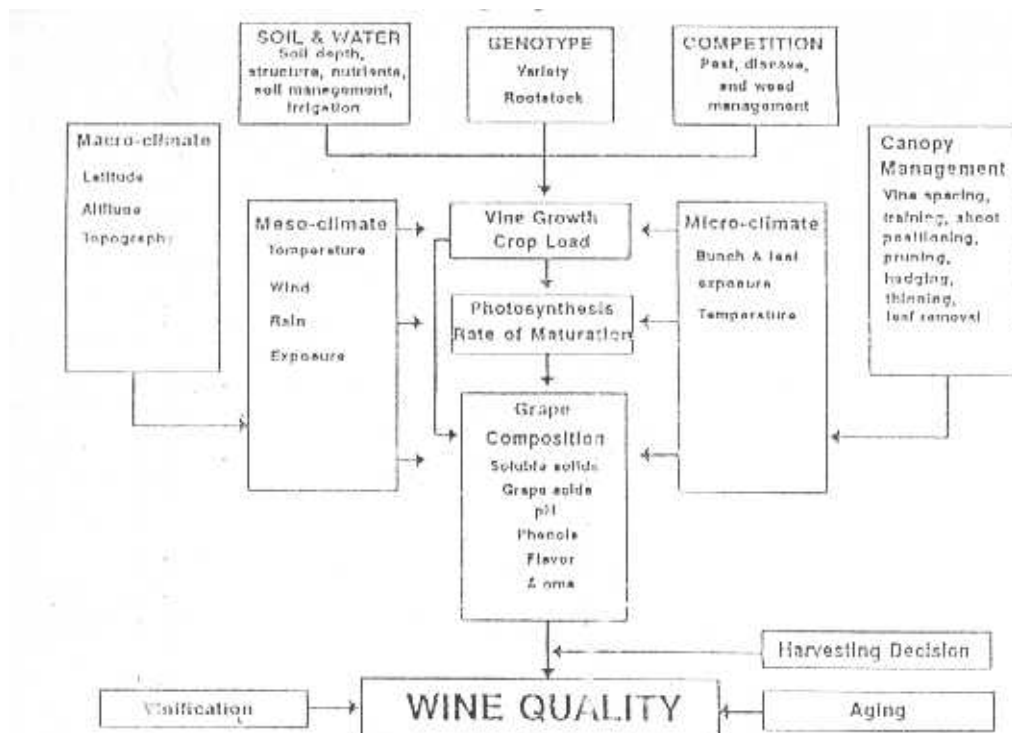 SOIL & WATER
Soil depth,
structure, nutrients,
soil management,
Irrigation
GENOTYPE
Variety
Rootstock
COMPETITION
Pest, disease,
and weed
management
Macro-climate
Latitude
Altitude
Topography
Meso-climate
Temperature
Wind
Rain
Exposure
Vine Growth
Crop Load
Photosynthesis
Rate of Maturation
Grape
Composition
Soluble solids
Grape acids
pH
Phenols
Flavor
Aroma
Micro-climate
Bunch & leaf
exposure
Temperature
Canopy
Management
Vine spacing,
training, shoot
positioning,
pruning,
hedging,
thinning,
leaf removal
Harvesting Decision
Vinification
WINE QUALITY
Aging